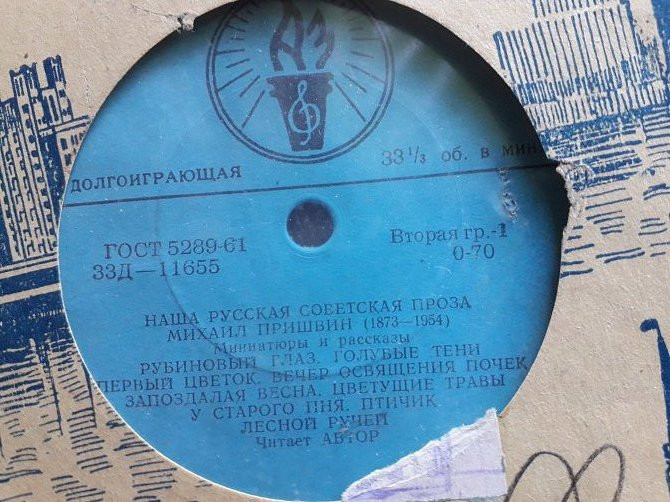 ДОЛГОИГРАЮЩАЯ
33 1/3 об. в мин
ГОСТ 5289-61
33Д—11655
Вторая гр.-1
0-70
НАША РУССКАЯ СОВЕТСКАЯ ПРОЗА
МИХАИЛ ПРИШВИН (1873—1954)
Миниатюры и рассказы
РУБИНОВЫЙ ГЛАЗ. ГОЛУБЫЕ ТЕНИ
ПЕРВЫЙ ЦВЕТОК. ВЕЧЕР ОСВЯЩЕНИЯ ПОЧЕК
ЗАПОЗДАЛАЯ ВЕСНА. ЦВЕТУЩИЕ ТРАВЫ
У СТАРОГО ПНЯ. ПТИЧИК
ЛЕСНОЙ РУЧЕЙ
Читает АВТОР